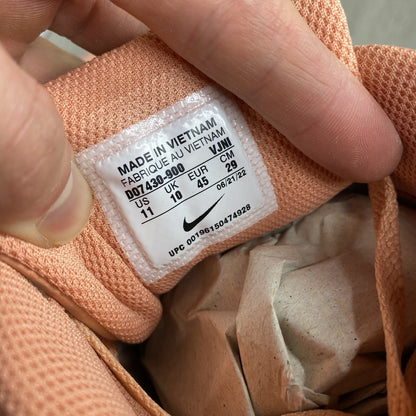 MADE IN VIETNAM
FABRIQUE AU VIETNAM
DO7430-900 VJNI
US UK EUR CM
11 10 45 29
06/21/22
UPC 00196150474928